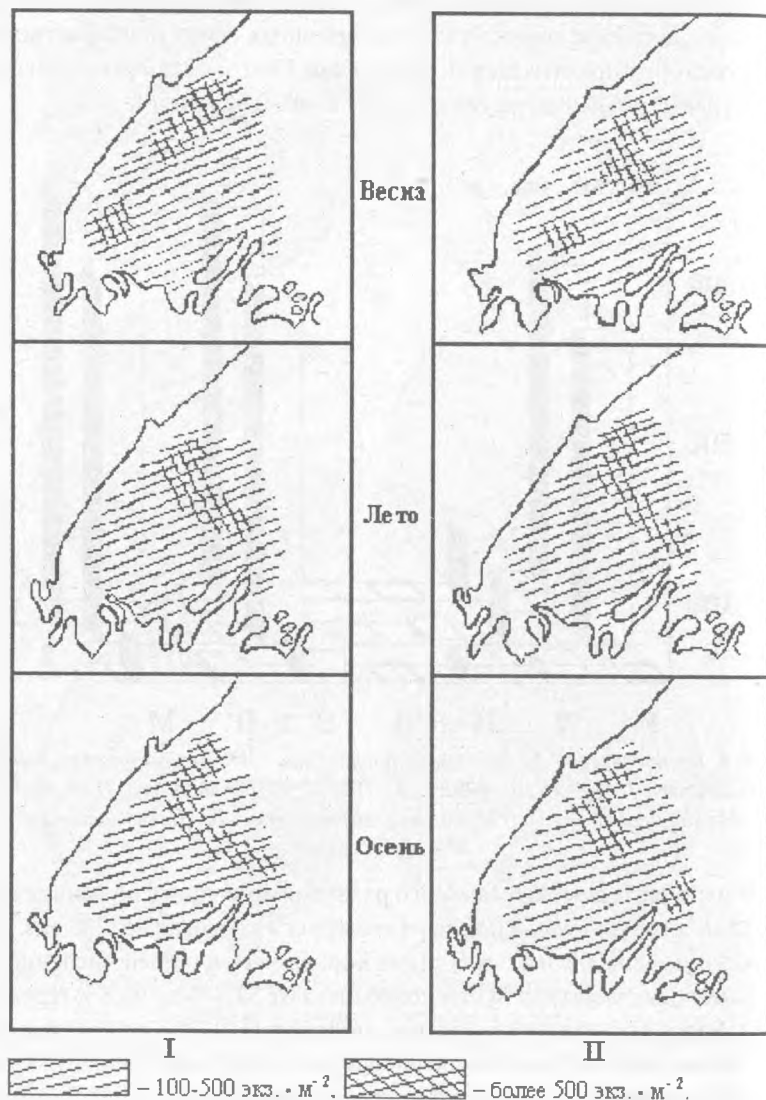 Весна
Лето
Осень
I II
– 100-500 экз. · м⁻². – более 500 экз. · м⁻².